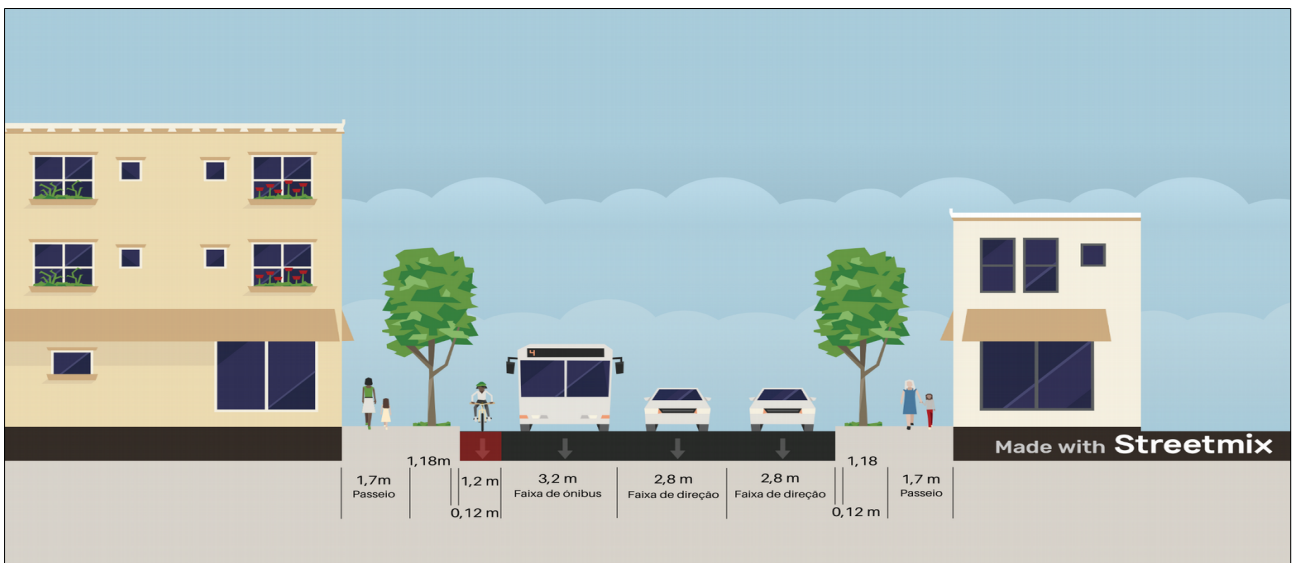 4
Made with Streetmix
1,18m
1,18
1,7m
Passeio
1,2 m
3,2 m
Faixa de ônibus
2,8 m
Faixa de direção
2,8 m
Faixa de direção
1,7 m
Passeio
0,12 m
0,12 m